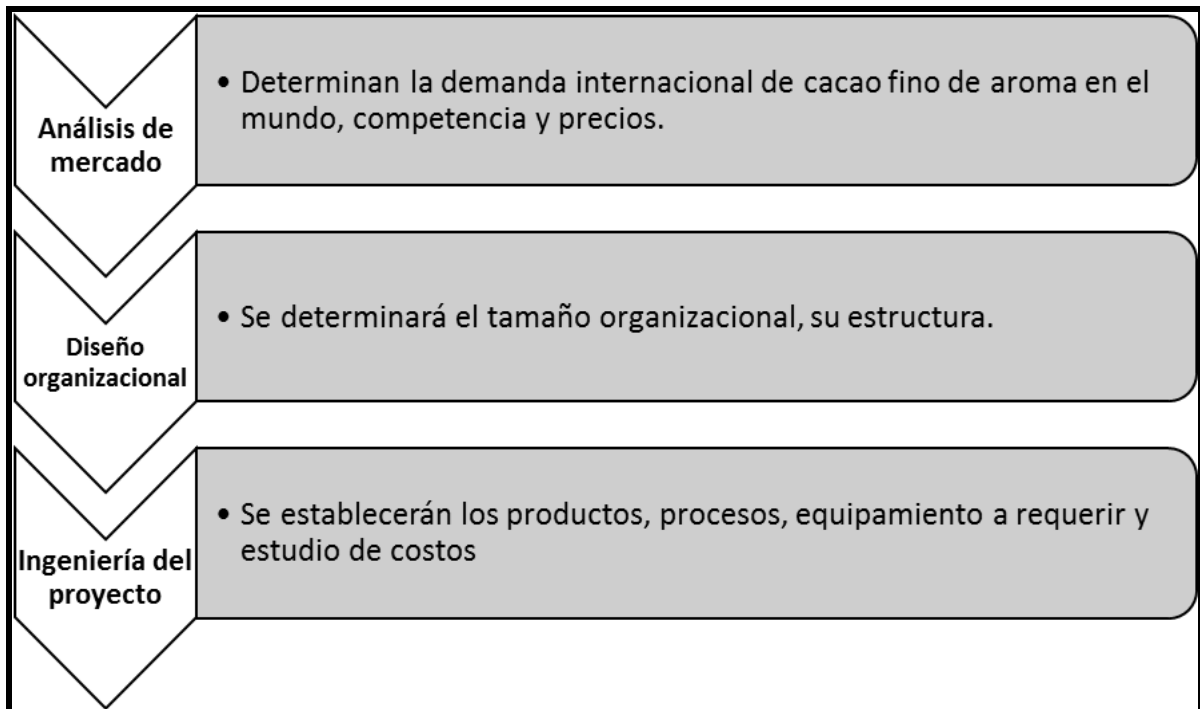 Análisis de
mercado
• Determinan la demanda internacional de cacao fino de aroma en el
mundo, competencia y precios.
Diseño
organizacional
• Se determinará el tamaño organizacional, su estructura.
Ingeniería del
proyecto
• Se establecerán los productos, procesos, equipamiento a requerir y
estudio de costos